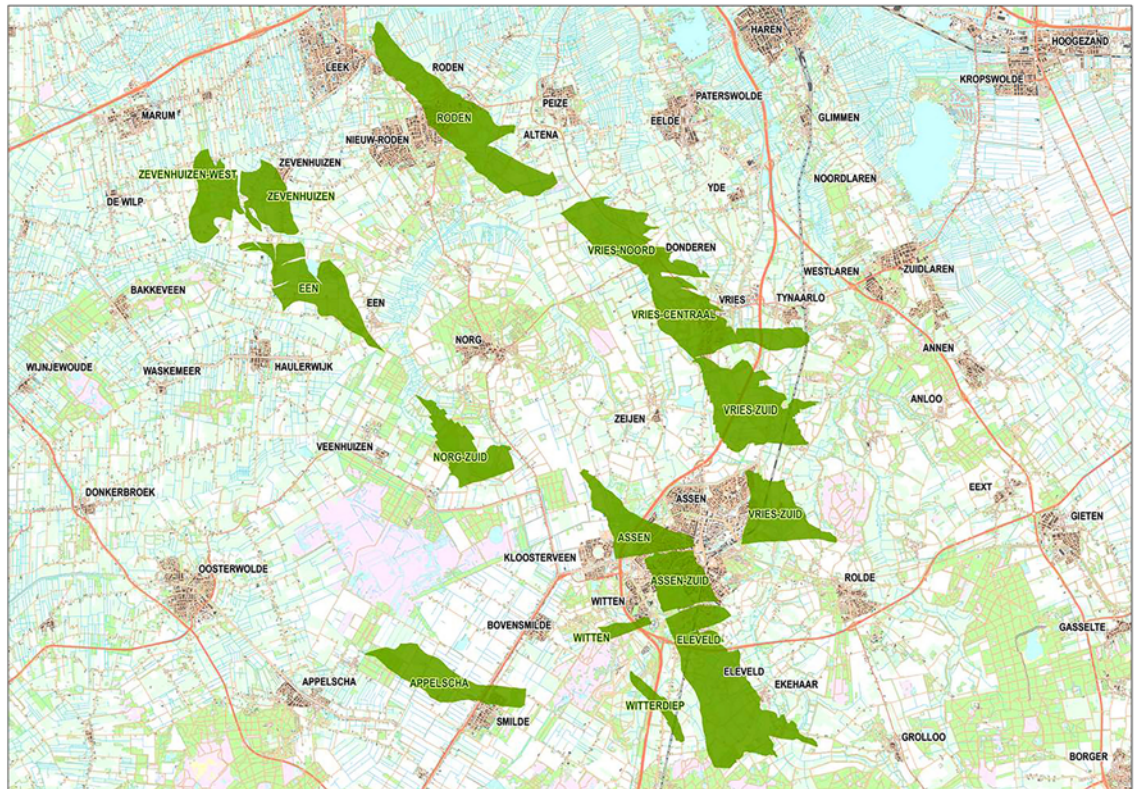 HAREN
HOOGEZAND
LEEK
RODEN
KROPSWOLDE
PATERSWOLDE
PEIZE
MARUM
RODEN
EELDE
GLIMMEN
NIEUW-RODEN
ALTENA
ZEVENHUIZEN
ZEVENHUIZEN-WEST
NOORDLAREN
YDE
ZEVENHUIZEN
DE WILP
VRIES-NOORD
DONDEREN
WESTLAREN
ZUIDLAREN
BAKKEVEEN
EEN
EEN
VRIES
TYNAARLO
VRIES-CENTRAAL
NORG
ANNEN
WIJNJEWOUDE
WASKEMEER
HAULERWIJK
ANLOO
VRIES-ZUID
ZEIJEN
VEENHUIZEN
NORG-ZUID
EEXT
DONKERBROEK
ASSEN
VRIES-ZUID
GIETEN
ASSEN
KLOOSTERVEEN
OOSTERWOLDE
ASSEN-ZUID
ROLDE
WITTEN
BOVENSMILDE
GASSELTE
WITTEN
ELEVELD
ELEVELD
APPELSCHA
APPELSCHA
EKEHAAR
WITTERDIEP
SMILDE
GROLLOO
BORGER